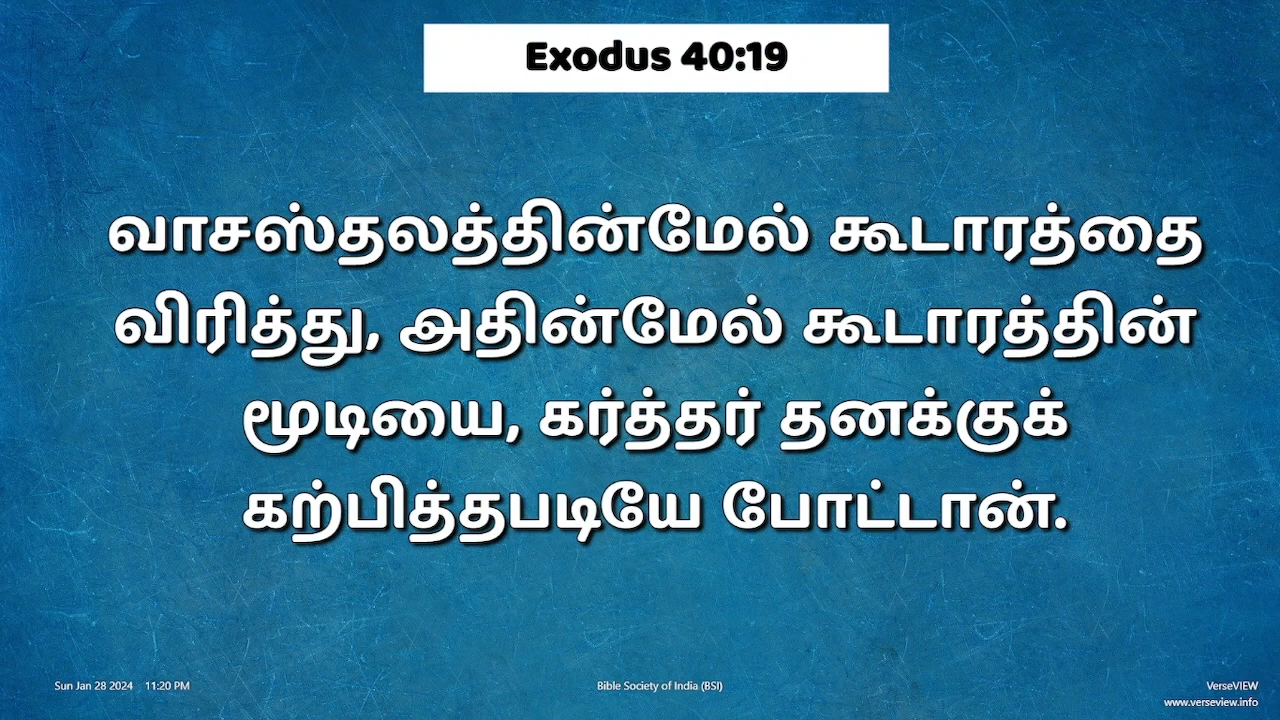 Exodus 40:19
வாசஸ்தலத்தின்மேல் கூடாரத்தை
விரித்து, அதின்மேல் கூடாரத்தின்
மூடியை, கர்த்தர் தனக்குக்
கற்பித்தபடியே போட்டான்.
Sun Jan 28 2024 11:20 PM
Bible Society of India (BSI)
VerseVIEW
www.verseview.info